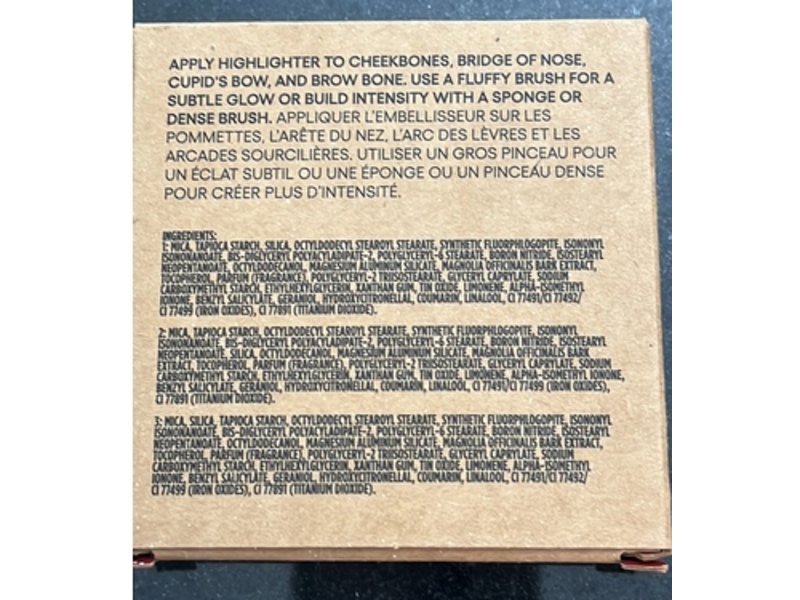 APPLY HIGHLIGHTER TO CHEEKBONES, BRIDGE OF NOSE,
CUPID'S BOW, AND BROW BONE. USE A FLUFFY BRUSH FOR A
SUBTLE GLOW OR BUILD INTENSITY WITH A SPONGE OR
DENSE BRUSH. APPLIQUER L'EMBELLISSEUR SUR LES
POMMETTES, L'ARÊTE DU NEZ, L'ARC DES LÈVRES ET LES
ARCADES SOURCILIÈRES. UTILISER UN GROS PINCEAU POUR
UN ÉCLAT SUBTIL OU UNE ÉPONGE OU UN PINCEAU DENSE
POUR CRÉER PLUS D'INTENSITÉ.
INGREDIENTS:
1: MICA, TAPIOCA STARCH, SILICA, OCTYLDODECYL STEAROYL STEARATE, SYNTHETIC FLUORPHLOGOPITE, ISONONYL
ISONONANOATE, BIS-DIGLYCERYL POLYACYLADIPATE-2, POLYGLYCERYL-6 STEARATE, BORON NITRIDE, ISOSTEARYL
NEOPENTANOATE, OCTYLDODECANOL, MAGNESIUM ALUMINUM SILICATE, MAGNOLIA OFFICINALIS BARK EXTRACT,
TOCOPHEROL, PARFUM (FRAGRANCE), POLYGLYCERYL-2 TRIISOSTEARATE, GLYCERYL CAPRYLATE, SODIUM
CARBOXYMETHYL STARCH, ETHYLHEXYLGLYCERIN, XANTHAN GUM, TIN OXIDE, LIMONENE, ALPHA-ISOMETHYL
IONONE, BENZYL SALICYLATE, GERANIOL, HYDROXYCITRONELLAL, COUMARIN, LINALOOL, CI 77491/CI 77492/
CI 77499 (IRON OXIDES), CI 77891 (TITANIUM DIOXIDE).
2: MICA, TAPIOCA STARCH, OCTYLDODECYL STEAROYL STEARATE, SYNTHETIC FLUORPHLOGOPITE, ISONONYL
ISONONANOATE, BIS-DIGLYCERYL POLYACYLADIPATE-2, POLYGLYCERYL-6 STEARATE, BORON NITRIDE, ISOSTEARYL
NEOPENTANOATE, SILICA, OCTYLDODECANOL, MAGNESIUM ALUMINUM SILICATE, MAGNOLIA OFFICINALIS BARK
EXTRACT, TOCOPHEROL, PARFUM (FRAGRANCE), POLYGLYCERYL-2 TRIISOSTEARATE, GLYCERYL CAPRYLATE, SODIUM
CARBOXYMETHYL STARCH, ETHYLHEXYLGLYCERIN, XANTHAN GUM, TIN OXIDE, LIMONENE, ALPHA-ISOMETHYL IONONE,
BENZYL SALICYLATE, GERANIOL, HYDROXYCITRONELLAL, COUMARIN, LINALOOL, CI 77491/CI 77499 (IRON OXIDES),
CI 77891 (TITANIUM DIOXIDE).
3: MICA, SILICA, TAPIOCA STARCH, OCTYLDODECYL STEAROYL STEARATE, SYNTHETIC FLUORPHLOGOPITE, ISONONYL
ISONONANOATE, BIS-DIGLYCERYL POLYACYLADIPATE-2, POLYGLYCERYL-6 STEARATE, BORON NITRIDE, ISOSTEARYL
NEOPENTANOATE, OCTYLDODECANOL, MAGNESIUM ALUMINUM SILICATE, MAGNOLIA OFFICINALIS BARK EXTRACT,
TOCOPHEROL, PARFUM (FRAGRANCE), POLYGLYCERYL-2 TRIISOSTEARATE, GLYCERYL CAPRYLATE, SODIUM
CARBOXYMETHYL STARCH, ETHYLHEXYLGLYCERIN, XANTHAN GUM, TIN OXIDE, LIMONENE, ALPHA-ISOMETHYL
IONONE, BENZYL SALICYLATE, GERANIOL, HYDROXYCITRONELLAL, COUMARIN, LINALOOL, CI 77491/CI 77492/
CI 77499 (IRON OXIDES), CI 77891 (TITANIUM DIOXIDE).